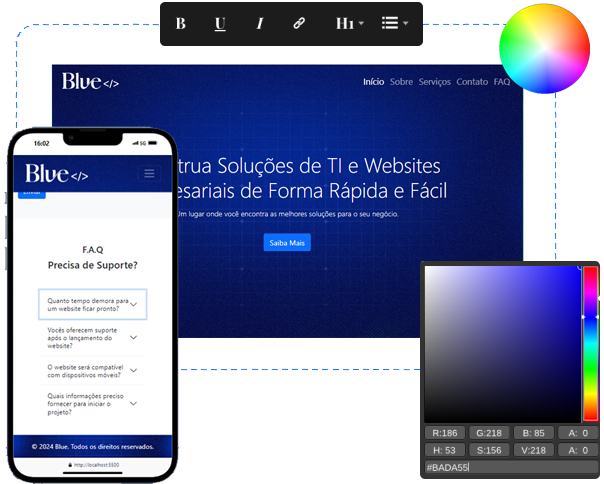 B U I H1
Blue </>
Início Sobre Serviços Contato FAQ
trua Soluções de TI e Websites
esariais de Forma Rápida e Fácil
Um lugar onde você encontra as melhores soluções para o seu negócio.
Saiba Mais
16:02
5G
Blue </>
F.A.Q
Precisa de Suporte?
Quanto tempo demora para
um website ficar pronto?
Vocês oferecem suporte
após o lançamento do
website?
O website será compatível
com dispositivos móveis?
Quais informações preciso
fornecer para iniciar o
projeto?
© 2024 Blue, Todos os direitos reservados.
http://localhost:5500
R:186 G:218 B: 85 A: 0
H: 53 S:156 V:218 A: 0
#BADA55